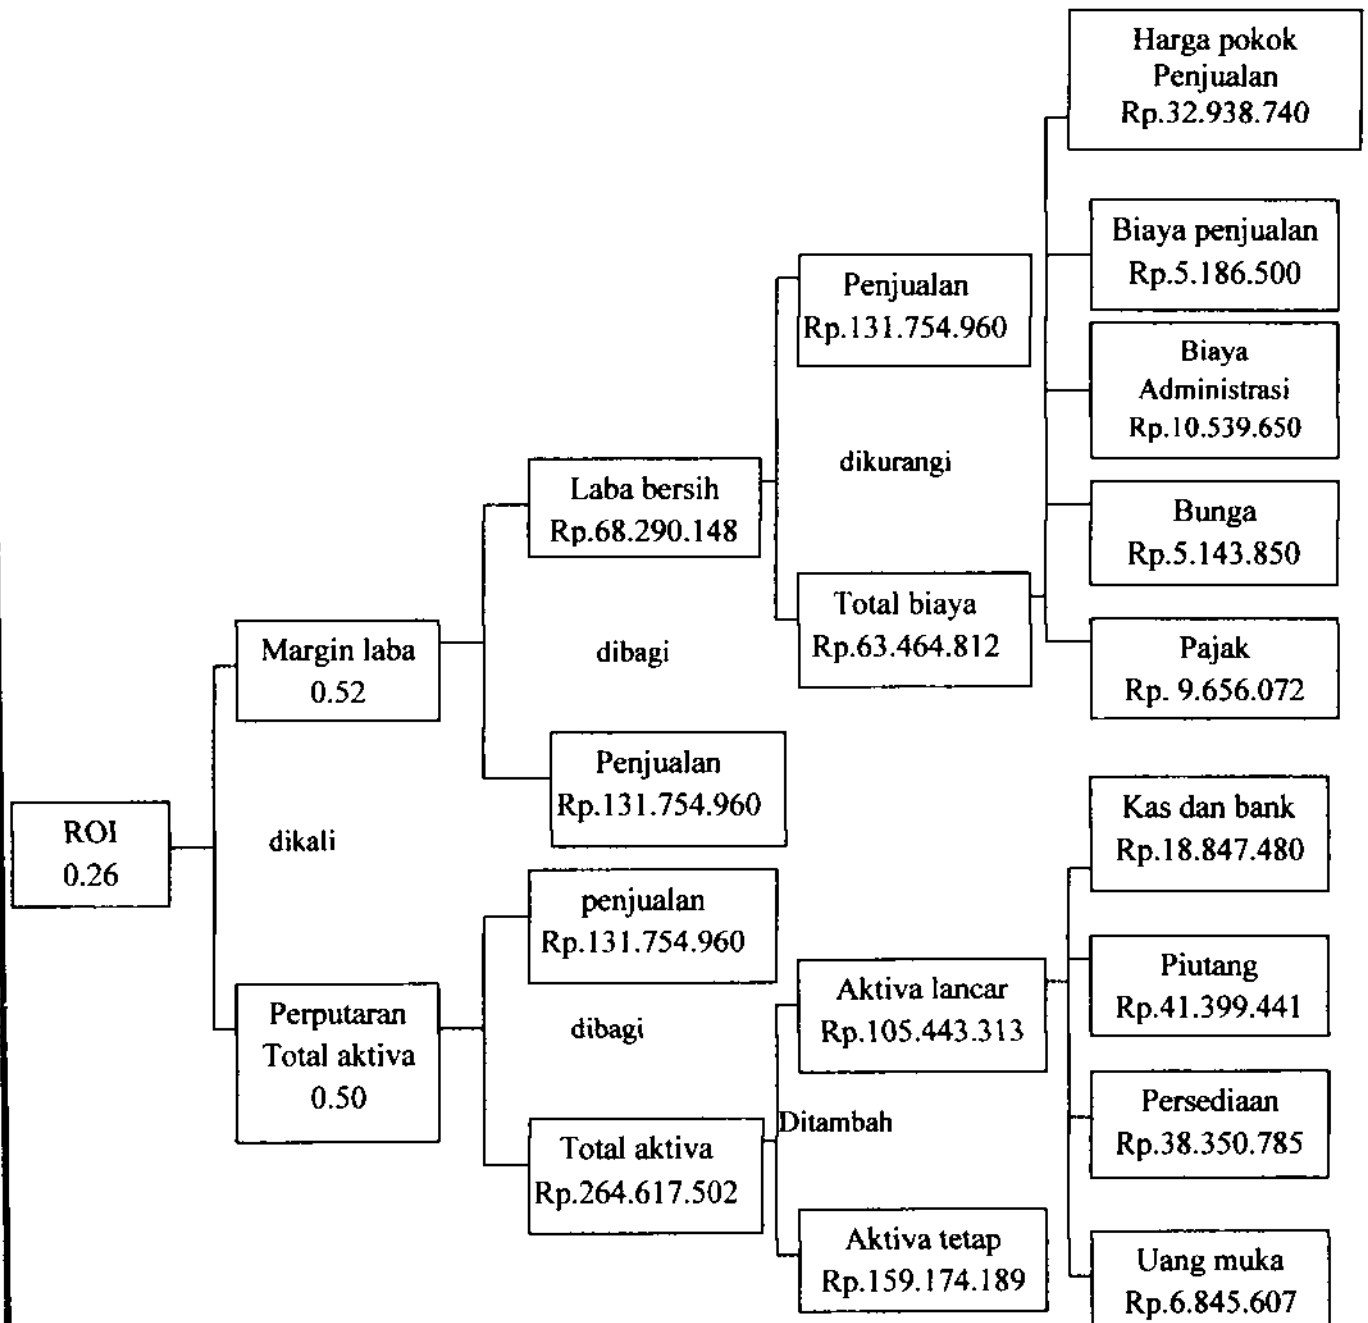 Harga pokok
Penjualan
Rp.32.938.740
Biaya penjualan
Rp.5.186.500
Penjualan
Rp.131.754.960
Biaya
Administrasi
Rp.10.539.650
dikurangi
Laba bersih
Rp.68.290.148
Bunga
Rp.5.143.850
Total biaya
Rp.63.464.812
Margin laba
0.52
dibagi
Pajak
Rp. 9.656.072
Penjualan
Rp.131.754.960
Kas dan bank
Rp.18.847.480
ROI
0.26
dikali
penjualan
Rp.131.754.960
Aktiva lancar
Rp.105.443.313
Piutang
Rp.41.399.441
Perputaran
Total aktiva
0.50
dibagi
Persediaan
Rp.38.350.785
Ditambah
Total aktiva
Rp.264.617.502
Aktiva tetap
Rp.159.174.189
Uang muka
Rp.6.845.607